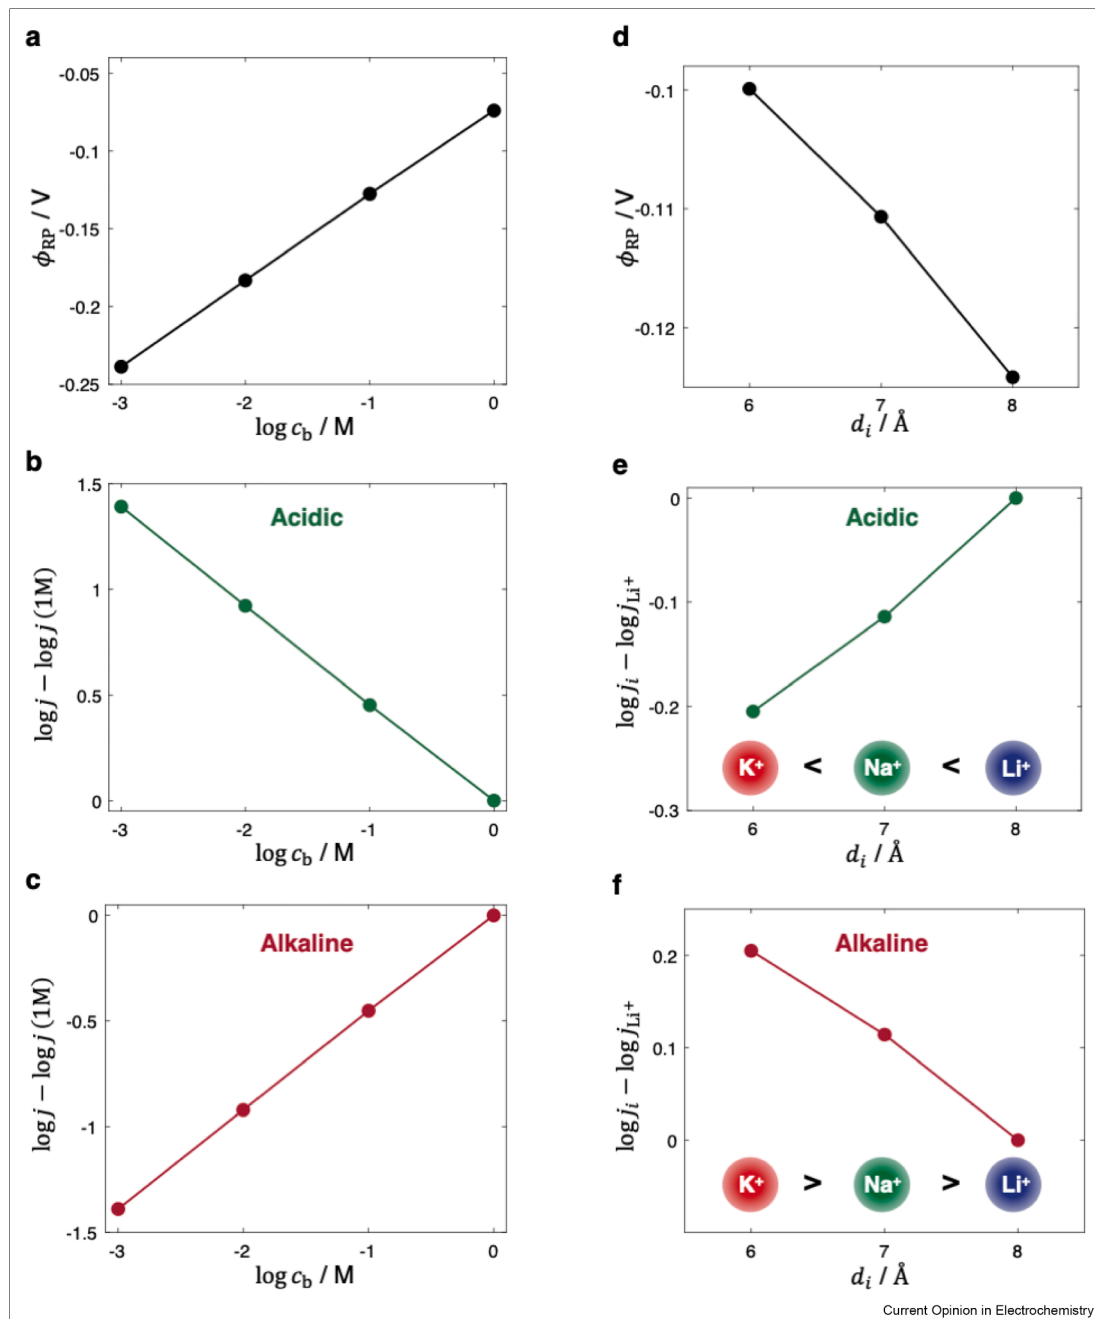 a
-0.05
-0.1
-0.15
-0.2
-0.25
ϕRP / V
-3 -2 -1 0
log cb / M
b
Acidic
1.5
1
0.5
0
log j − log j (1M)
-3 -2 -1 0
log cb / M
c
Alkaline
0
-0.5
-1
-1.5
log j − log j (1M)
-3 -2 -1 0
log cb / M
d
-0.1
-0.11
-0.12
ϕRP / V
6 7 8
di / Å
e
Acidic
0
-0.1
-0.2
-0.3
log ji − log jLi+
K+ < Na+ < Li+
6 7 8
di / Å
f
Alkaline
0.2
0.1
0
log ji − log jLi+
K+ > Na+ > Li+
6 7 8
di / Å
Current Opinion in Electrochemistry